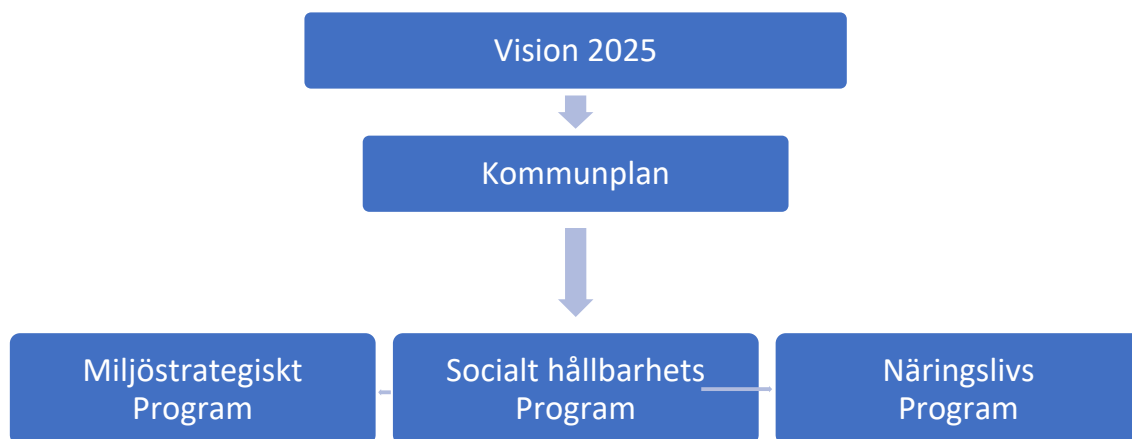 Vision 2025
Kommunplan
Miljöstrategiskt
Program
Socialt hållbarhets
Program
Näringslivs
Program